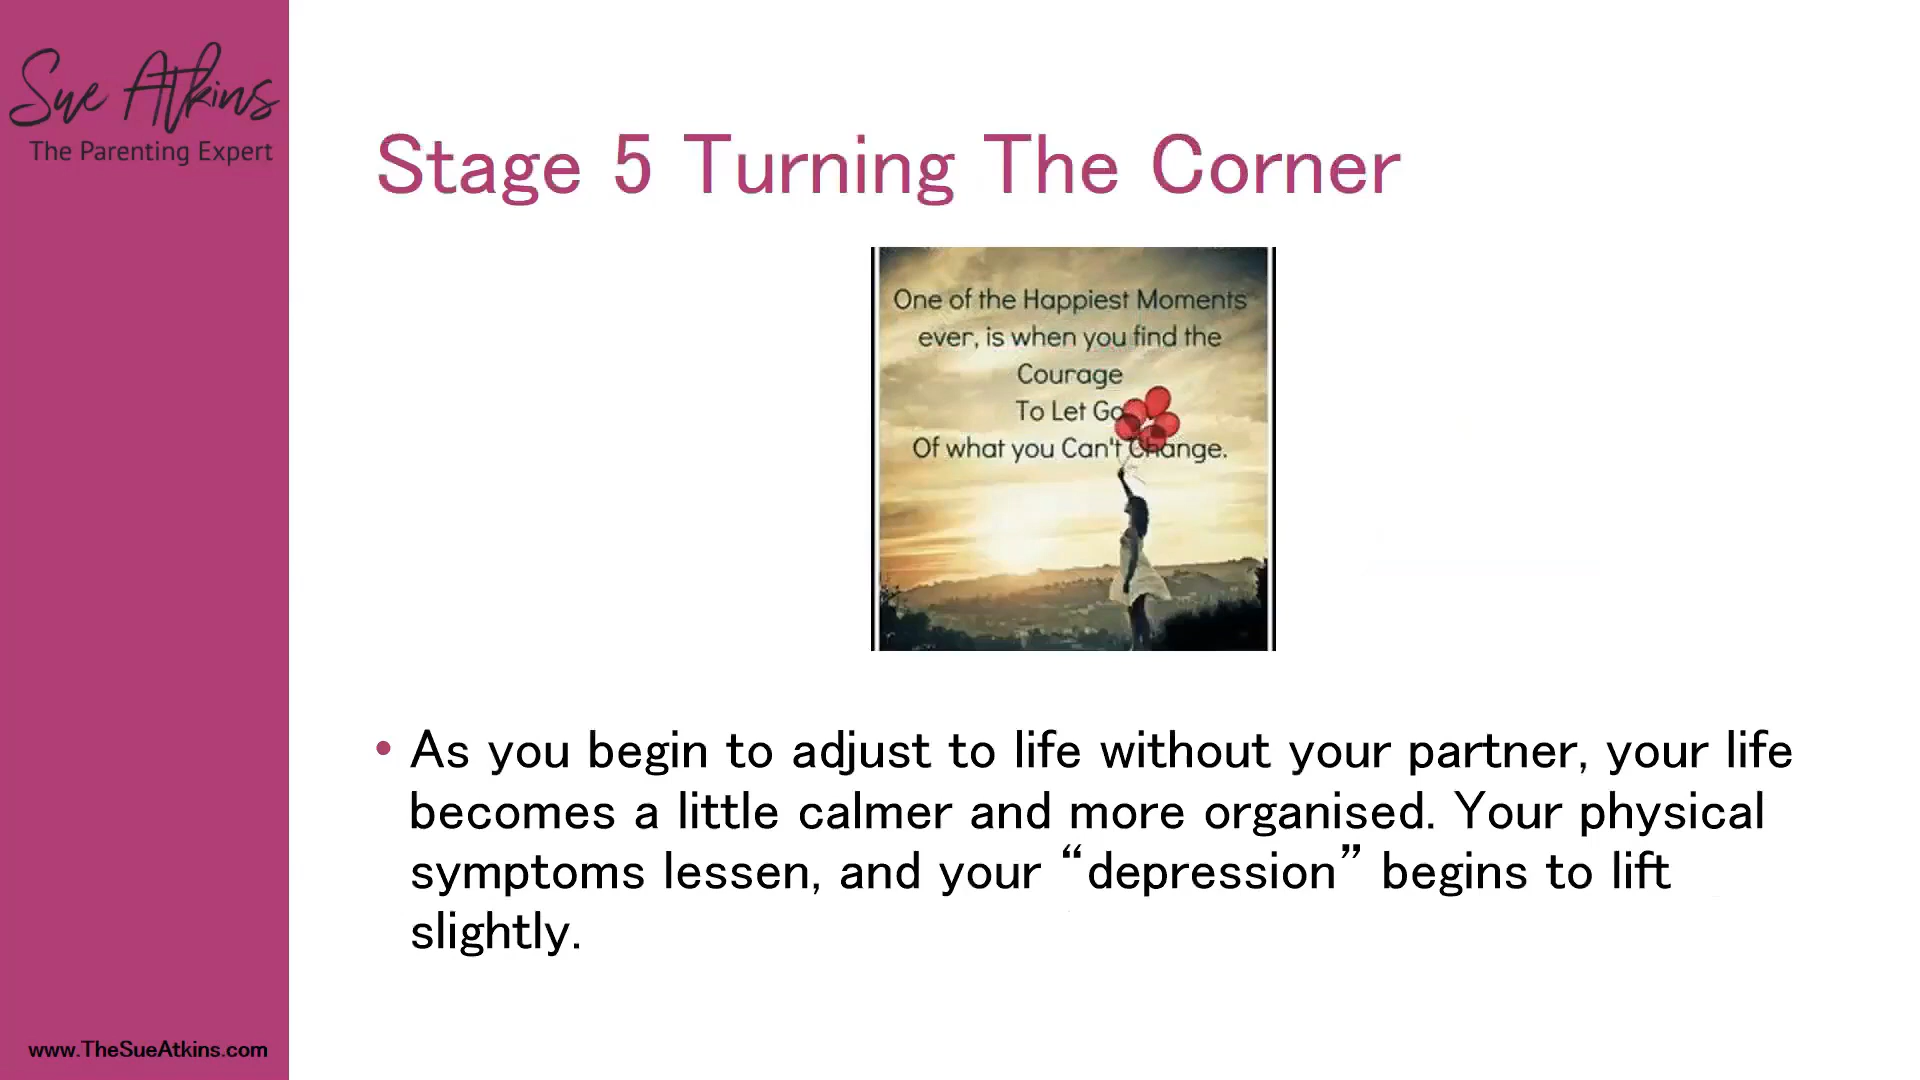 Sue Atkins
The Parenting Expert
Stage 5 Turning The Corner
One of the Happiest Moments
ever, is when you find the
Courage
To Let Go
Of what you Can't Change.
• As you begin to adjust to life without your partner, your life
becomes a little calmer and more organised. Your physical
symptoms lessen, and your “depression” begins to lift
slightly.
www.TheSueAtkins.com